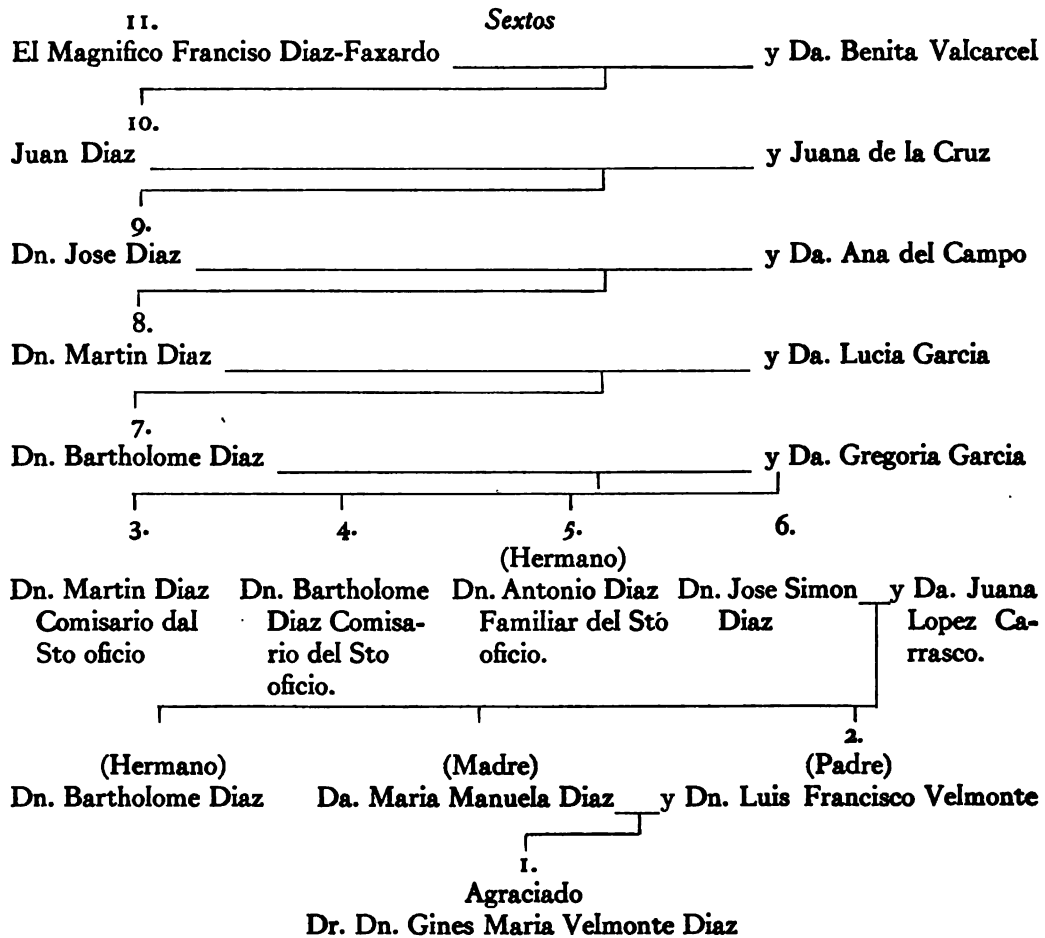 11. Sextos
El Magnifico Franciso Diaz-Faxardo y Da. Benita Valcarcel
10.
Juan Diaz y Juana de la Cruz
9.
Dn. Jose Diaz y Da. Ana del Campo
8.
Dn. Martin Diaz y Da. Lucia Garcia
7.
Dn. Bartholome Diaz y Da. Gregoria Garcia
3. 4. 5. 6.
(Hermano)
Dn. Martin Diaz Dn. Bartholome Dn. Antonio Diaz Dn. Jose Simon y Da. Juana
Comisario dal Diaz Comisa- Familiar del Sto Diaz Lopez Ca-
Sto oficio rio del Sto oficio. rrasco.
oficio.
2.
(Hermano) (Madre) (Padre)
Dn. Bartholome Diaz Da. Maria Manuela Diaz y Dn. Luis Francisco Velmonte
1.
Agraciado
Dr. Dn. Gines Maria Velmonte Diaz